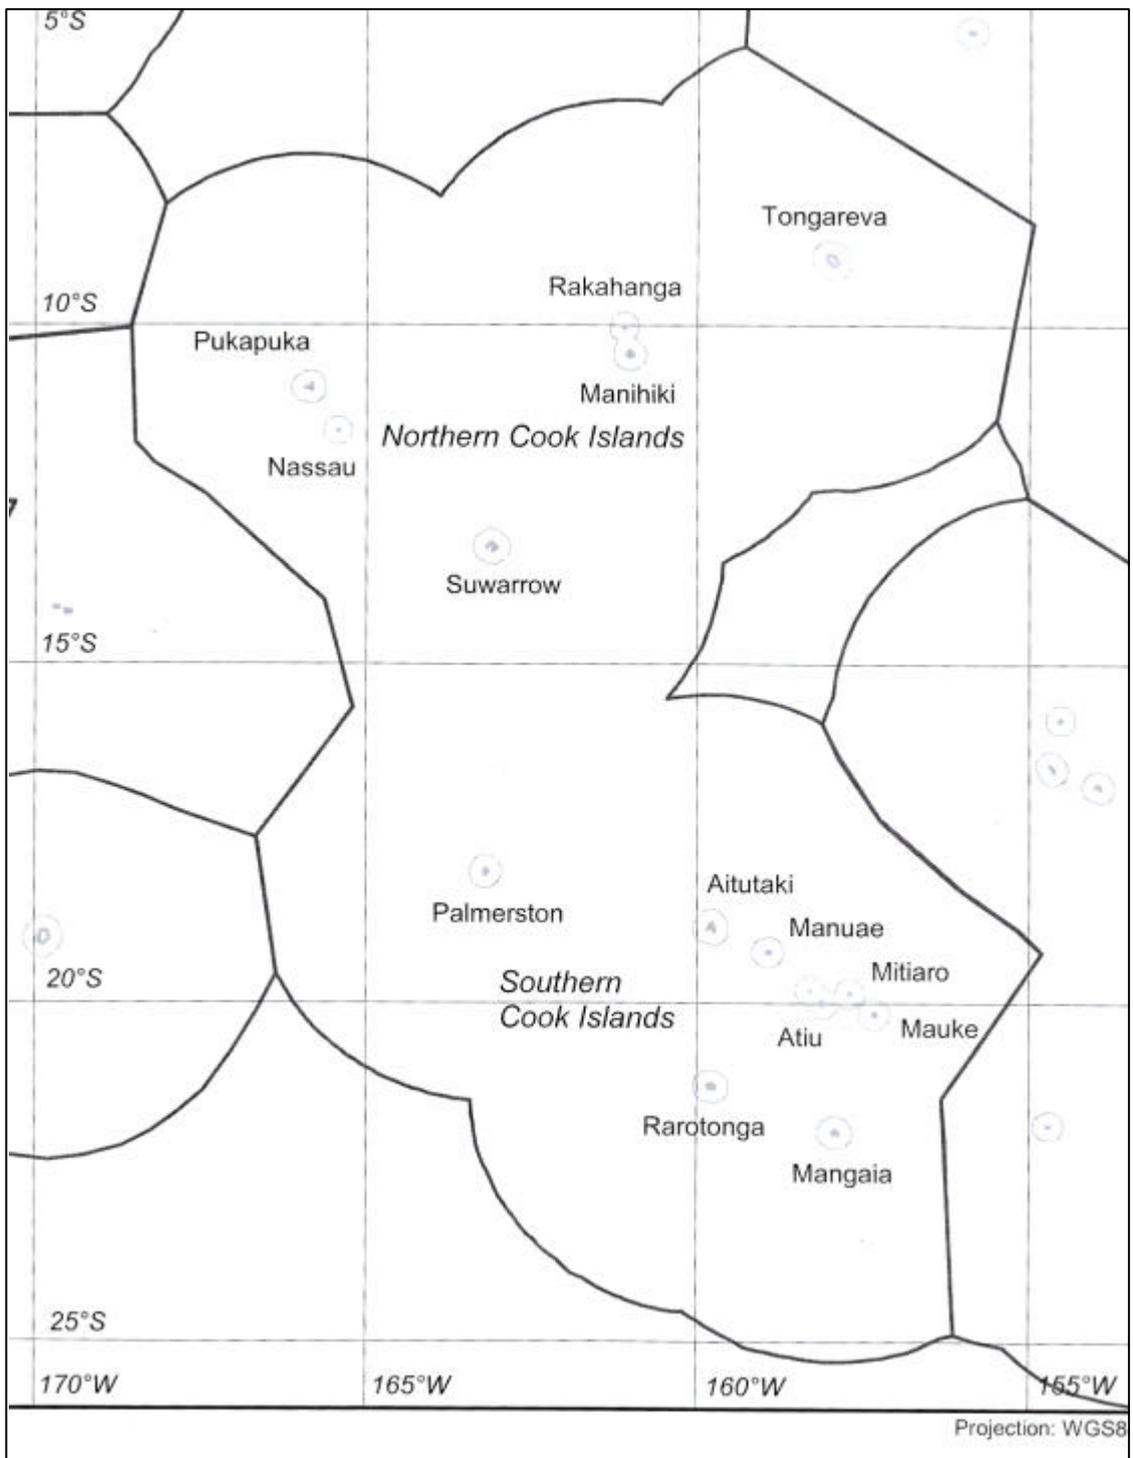 5°S
Tongareva
Rakahanga
10°S
Pukapuka
Manihiki
Northern Cook Islands
Nassau
Suwarrow
15°S
Aitutaki
Palmerston
Manuae
Mitiaro
20°S
Southern
Cook Islands
Mauke
Atiu
Rarotonga
Mangaia
25°S
170°W
165°W
160°W
155°W
Projection: WGS8